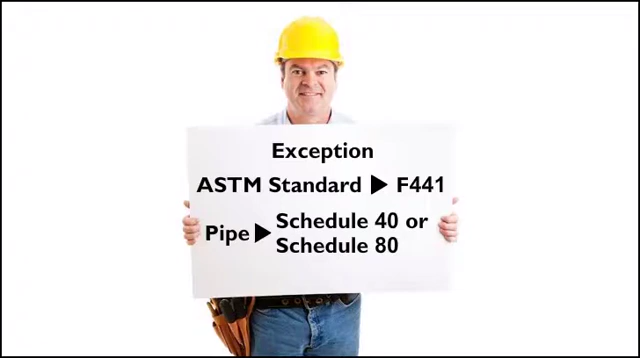 Exception
ASTM Standard ▶ F441
Pipe ▶ Schedule 40 or
Schedule 80